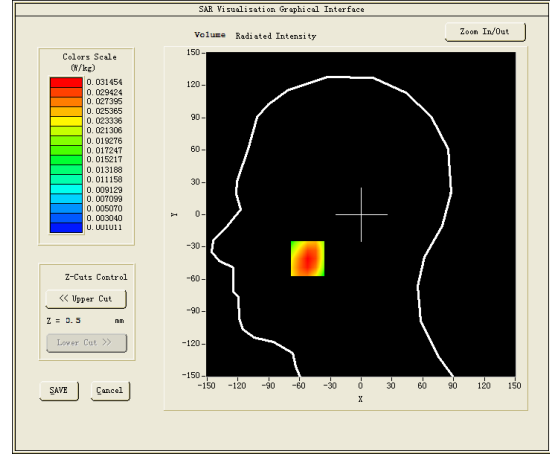 SAR Visualisation Graphical Interface
Volume Radiated Intensity
Zoom In/Out
Colors Scale
(W/kg)
0.031454
0.029424
0.027395
0.025365
0.023336
0.021306
0.019276
0.017247
0.015217
0.013188
0.011158
0.009129
0.007099
0.005070
0.003040
0.001011
Z-Cuts Control
<< Upper Cut
Z = 0.5 mm
Lower Cut >>
SAVE Cancel
150
120
90
60
30
Y 0
-30
-60
-90
-120
-150
-150 -120 -90 -60 -30 0 30 60 90 120 150
X